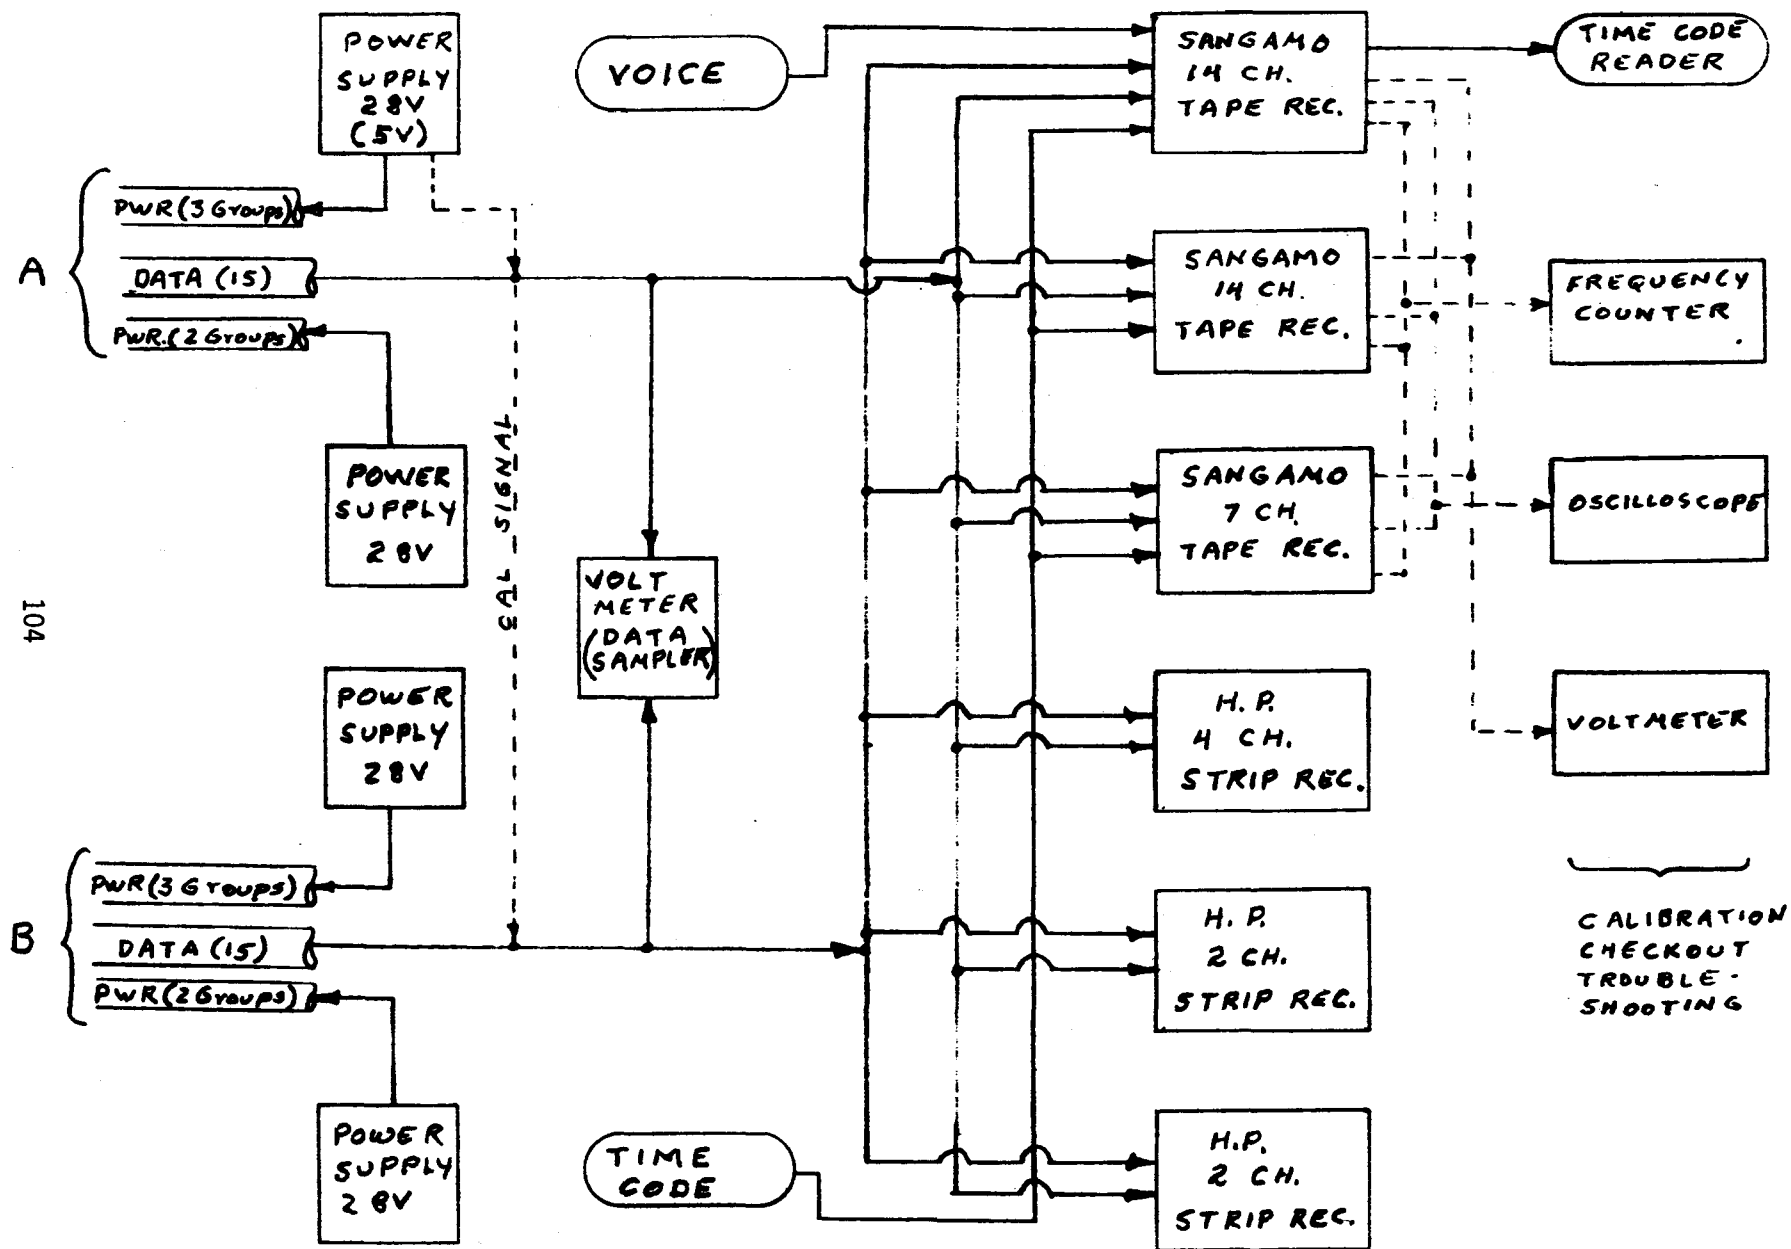 POWER
SUPPLY
28V
(5V)
VOICE
SANGAMO
14 CH.
TAPE REC.
TIME CODE
READER
A
PWR (3 Groups)
DATA (15)
PWR. (2 Groups)
SANGAMO
14 CH.
TAPE REC.
FREQUENCY
COUNTER
POWER
SUPPLY
28V
CAL SIGNAL
SANGAMO
7 CH.
TAPE REC.
OSCILLOSCOPE
VOLT
METER
(DATA
SAMPLER)
104
POWER
SUPPLY
28V
H.P.
4 CH.
STRIP REC.
VOLTMETER
B
PWR (3 Groups)
DATA (15)
PWR (2 Groups)
H.P.
2 CH.
STRIP REC.
CALIBRATION
CHECKOUT
TROUBLE-
SHOOTING
POWER
SUPPLY
28V
TIME
CODE
H.P.
2 CH.
STRIP REC.